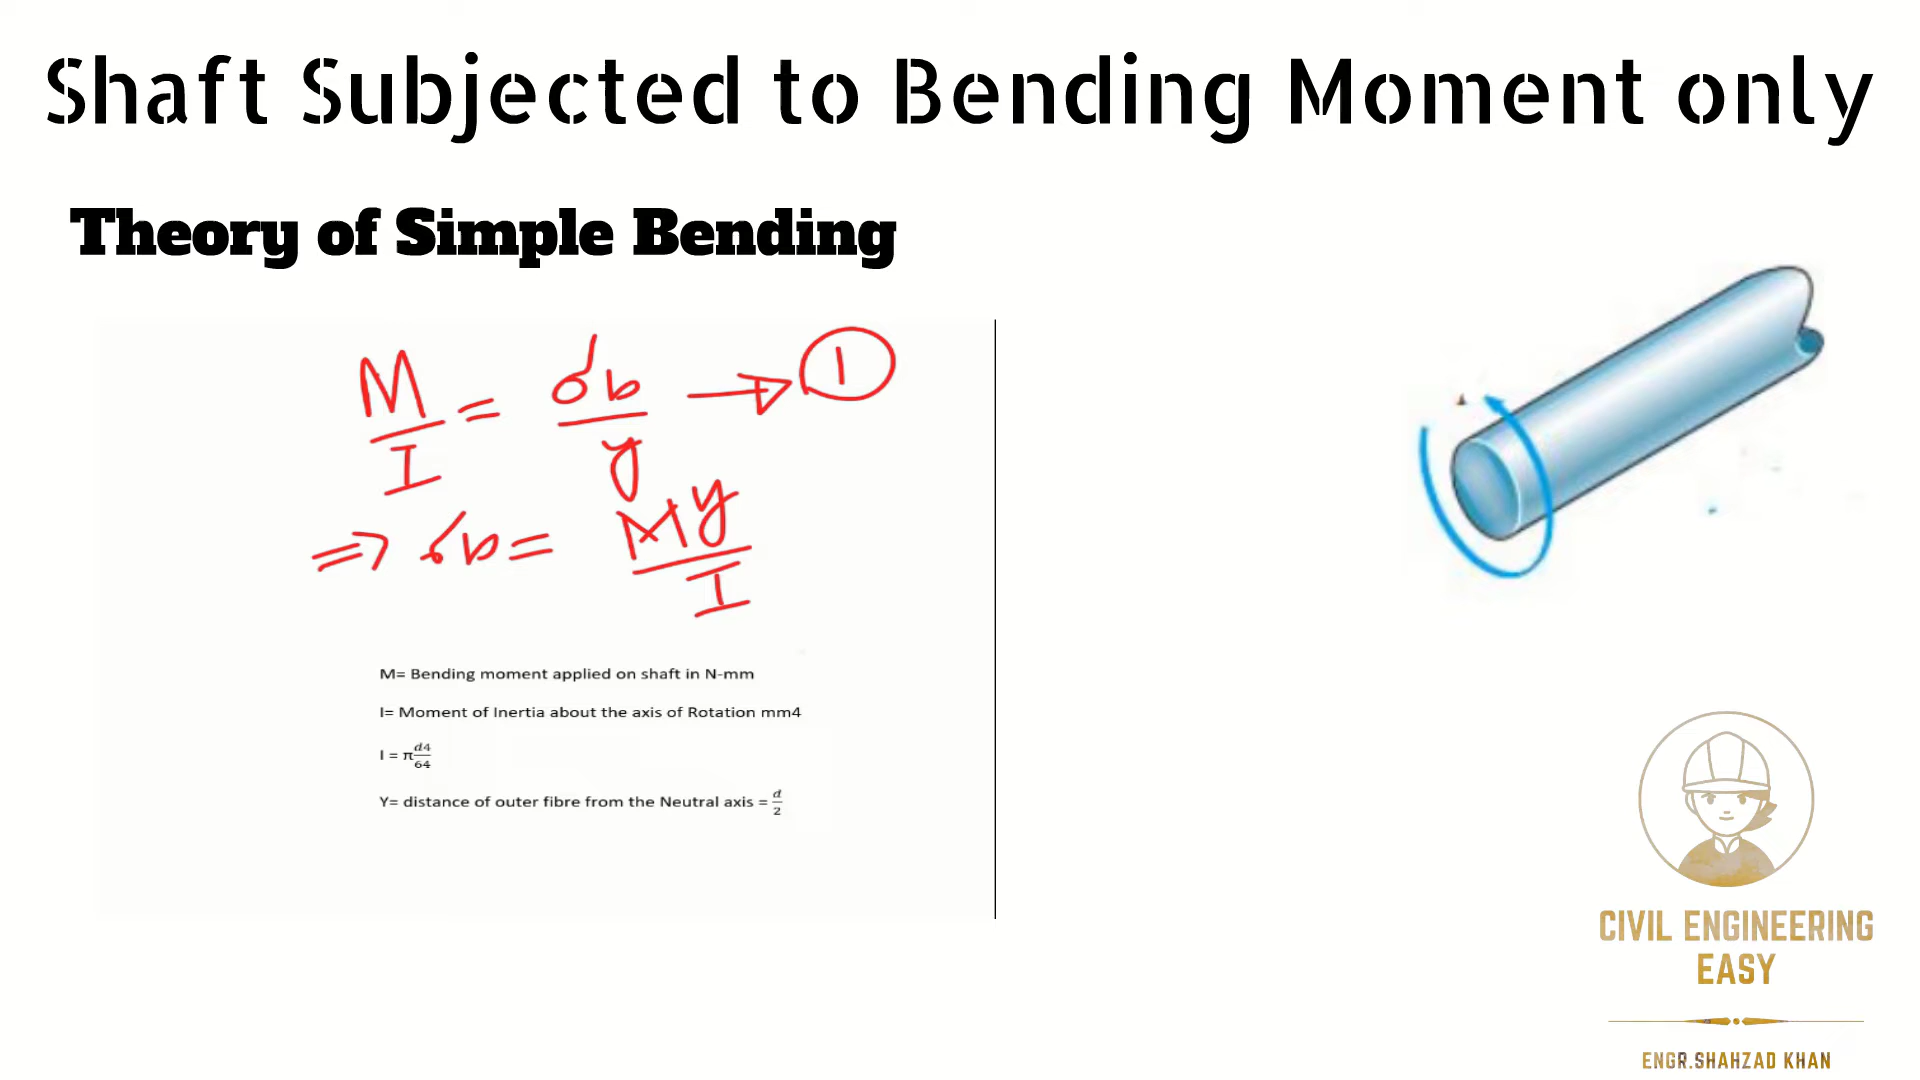 Shaft Subjected to Bending Moment only
Theory of Simple Bending
M/I = σb/y → 1
⇒ σb = My/I
M= Bending moment applied on shaft in N-mm
I= Moment of Inertia about the axis of Rotation mm4
I = π d4/64
Y= distance of outer fibre from the Neutral axis = d/2
CIVIL ENGINEERING
EASY
ENGR.SHAHZAD KHAN